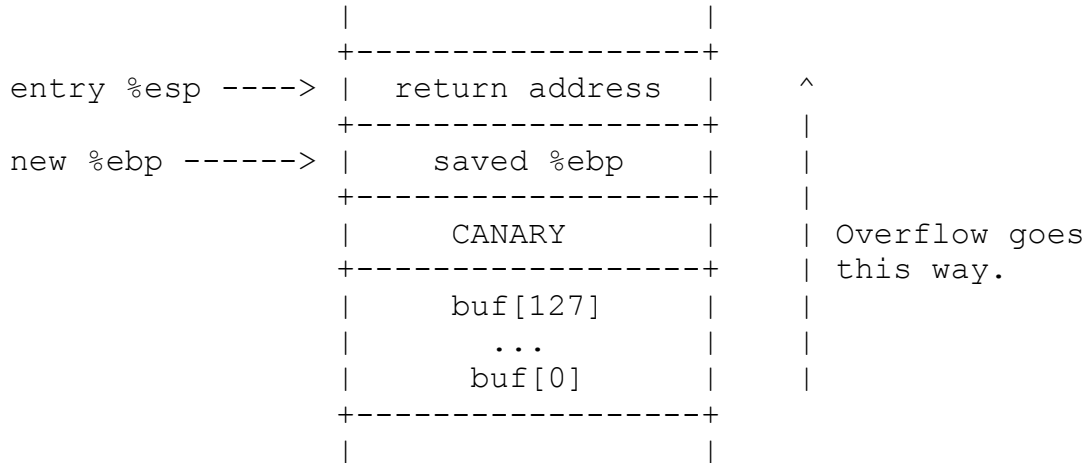 |                  |
+------------------+
entry %esp ----> |  return address  |    ^
+------------------+    |
new %ebp ------> |    saved %ebp    |    |
+------------------+    |
|     CANARY       |    | Overflow goes
+------------------+    | this way.
|     buf[127]     |    |
|       ...        |    |
|      buf[0]      |    |
+------------------+
|                  |